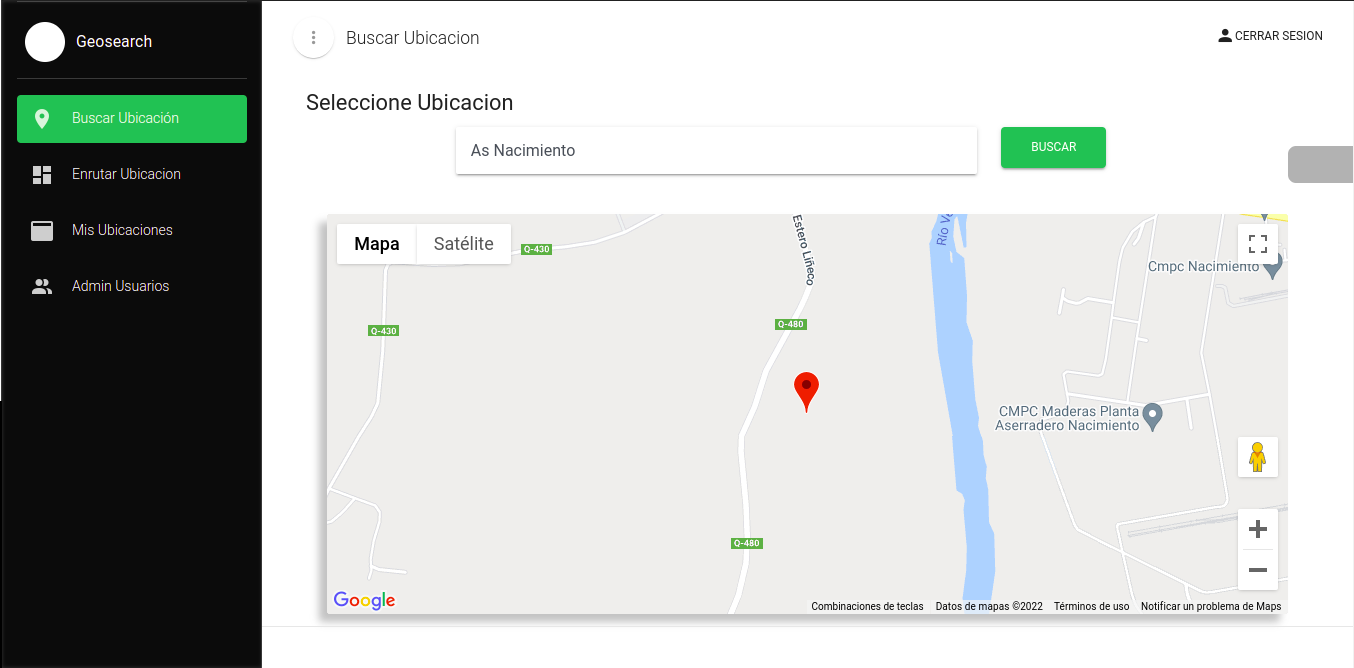 Geosearch
Buscar Ubicación
Enrutar Ubicacion
Mis Ubicaciones
Admin Usuarios
Buscar Ubicacion
CERRAR SESION
Seleccione Ubicacion
As Nacimiento
BUSCAR
Mapa
Satélite
Q-430
Estero Liñeco
Cmpc Nacimiento
Q-430
Q-480
CMPC Maderas Planta
Aserradero Nacimiento
Q-480
Google
Combinaciones de teclas
Datos de mapas ©2022
Términos de uso
Notificar un problema de Maps